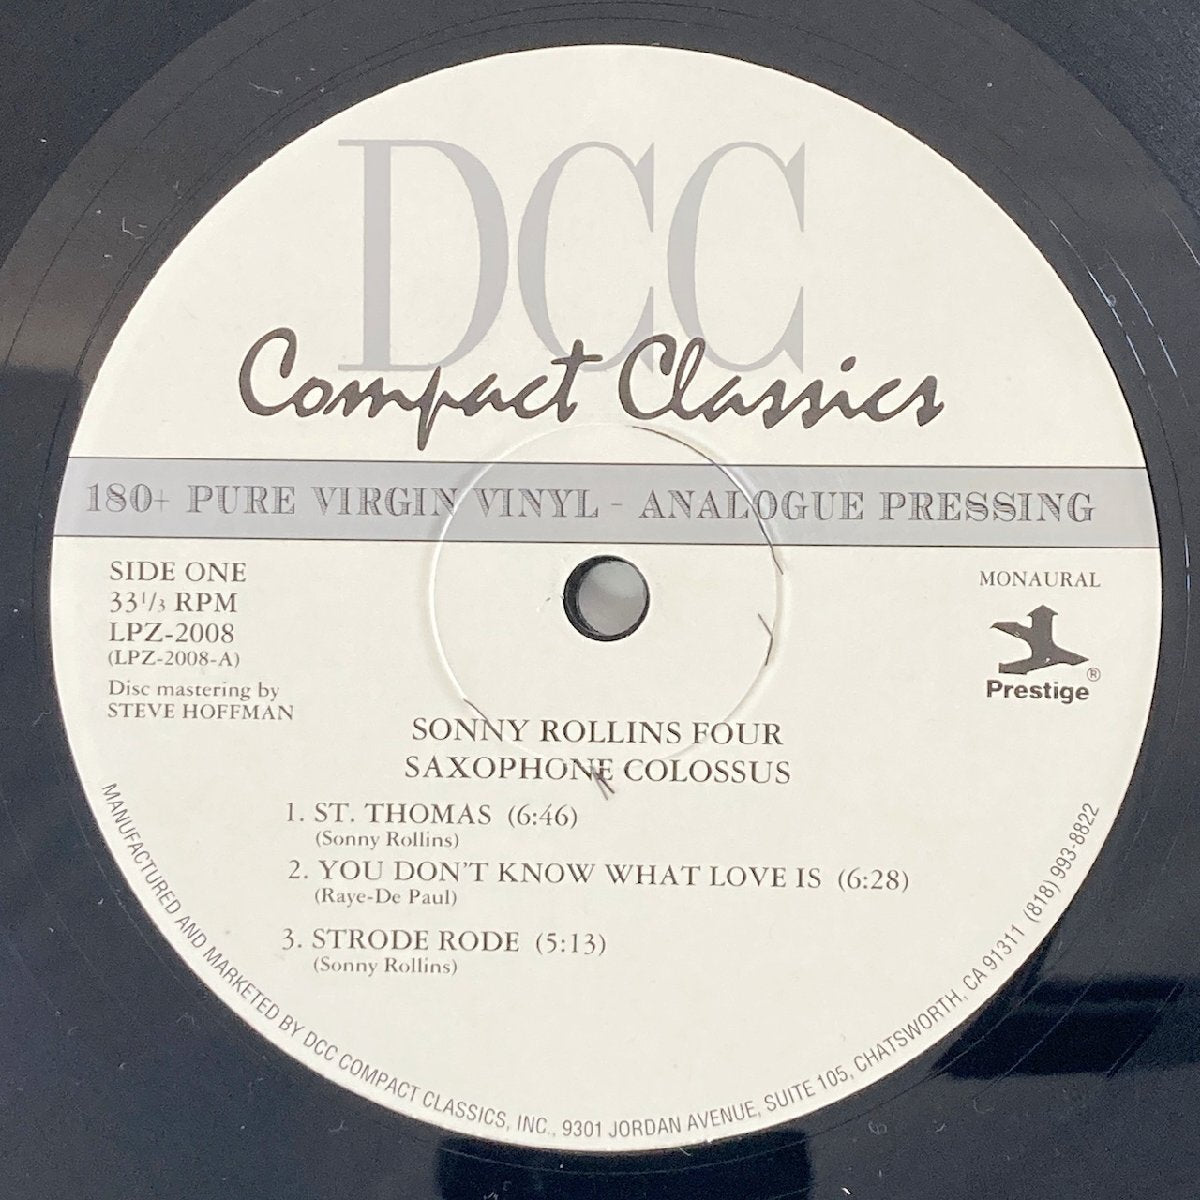 DCC
Compact Classics
180+ PURE VIRGIN VINYL - ANALOGUE PRESSING
SIDE ONE
33 1/3 RPM
LPZ-2008
(LPZ-2008-A)
Disc mastering by
STEVE HOFFMAN
MONAURAL
Prestige®
SONNY ROLLINS FOUR
SAXOPHONE COLOSSUS
1. ST. THOMAS (6:46)
(Sonny Rollins)
2. YOU DON'T KNOW WHAT LOVE IS (6:28)
(Raye-De Paul)
3. STRODE RODE (5:13)
(Sonny Rollins)
MANUFACTURED AND MARKETED BY DCC COMPACT CLASSICS, INC., 9301 JORDAN AVENUE, SUITE 105, CHATSWORTH, CA 91311 (818) 993-8822